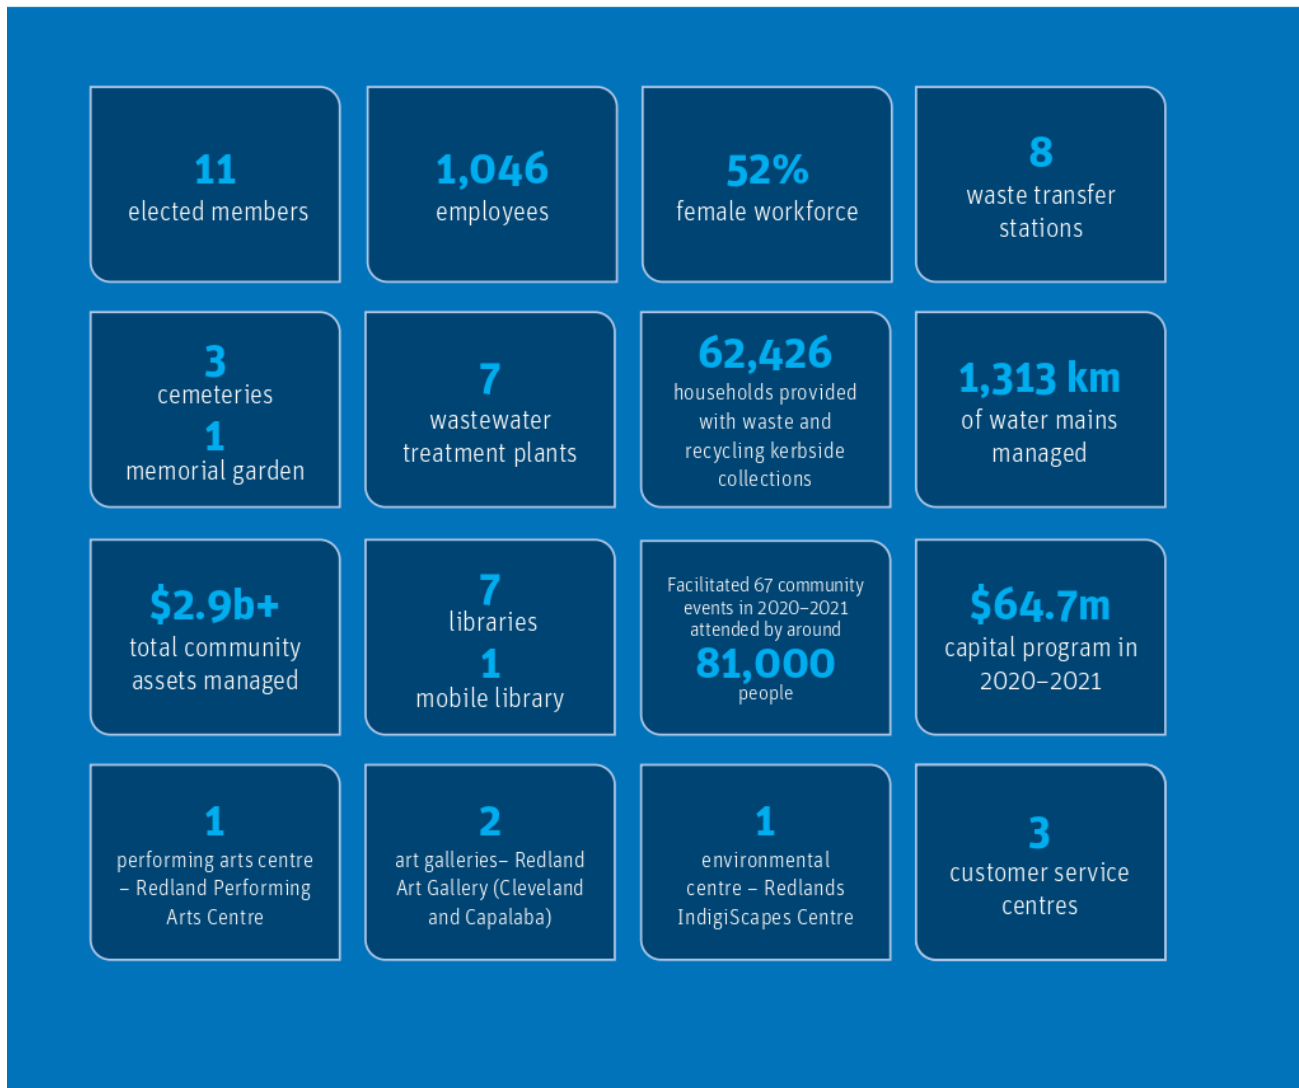 11
elected members
1,046
employees
52%
female workforce
8
waste transfer
stations
3
cemeteries
1
memorial garden
7
wastewater
treatment plants
62,426
households provided
with waste and
recycling kerbside
collections
1,313 km
of water mains
managed
$2.9b+
total community
assets managed
7
libraries
1
mobile library
Facilitated 67 community
events in 2020–2021
attended by around
81,000
people
$64.7m
capital program in
2020–2021
1
performing arts centre
– Redland Performing
Arts Centre
2
art galleries– Redland
Art Gallery (Cleveland
and Capalaba)
1
environmental
centre – Redlands
IndigiScapes Centre
3
customer service
centres